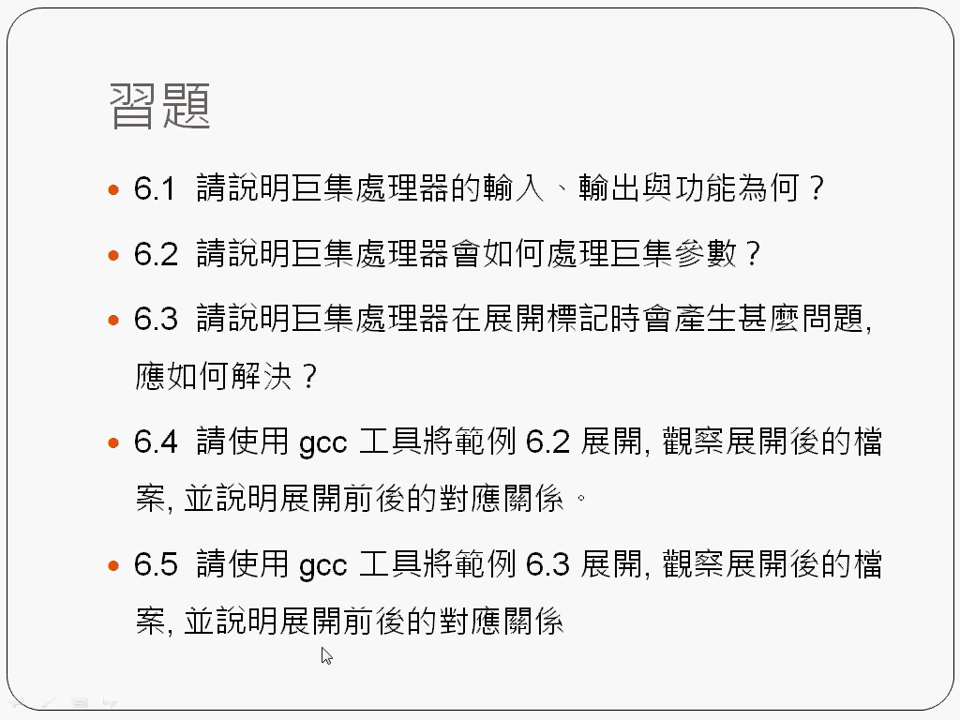 習題
6.1 請說明巨集處理器的輸入、輸出與功能為何？
6.2 請說明巨集處理器會如何處理巨集參數？
6.3 請說明巨集處理器在展開標記時會產生甚麼問題,
應如何解決？
6.4 請使用 gcc 工具將範例 6.2 展開, 觀察展開後的檔
案, 並說明展開前後的對應關係。
6.5 請使用 gcc 工具將範例 6.3 展開, 觀察展開後的檔
案, 並說明展開前後的對應關係